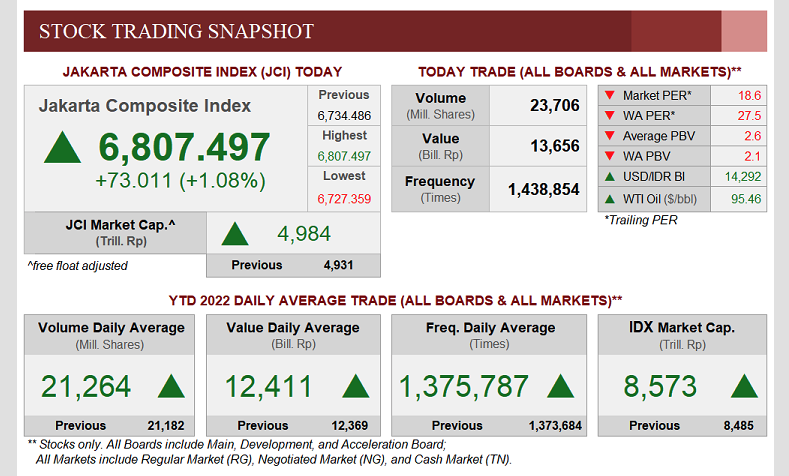 STOCK TRADING SNAPSHOT
JAKARTA COMPOSITE INDEX (JCI) TODAY
Jakarta Composite Index
6,807.497
+73.011 (+1.08%)
Previous
6,734.486
Highest
6,807.497
Lowest
6,727.359
JCI Market Cap.^
(Trill. Rp)
4,984
^free float adjusted
Previous 4,931
TODAY TRADE (ALL BOARDS & ALL MARKETS)**
Volume
(Mill. Shares)
23,706
Value
(Bill. Rp)
13,656
Frequency
(Times)
1,438,854
Market PER* 18.6
WA PER* 27.5
Average PBV 2.6
WA PBV 2.1
USD/IDR BI 14,292
WTI Oil ($/bbl) 95.46
*Trailing PER
YTD 2022 DAILY AVERAGE TRADE (ALL BOARDS & ALL MARKETS)**
Volume Daily Average
(Mill. Shares)
21,264
Previous 21,182
Value Daily Average
(Bill. Rp)
12,411
Previous 12,369
Freq. Daily Average
(Times)
1,375,787
Previous 1,373,684
IDX Market Cap.
(Trill. Rp)
8,573
Previous 8,485
** Stocks only. All Boards include Main, Development, and Acceleration Board;
All Markets include Regular Market (RG), Negotiated Market (NG), and Cash Market (TN).